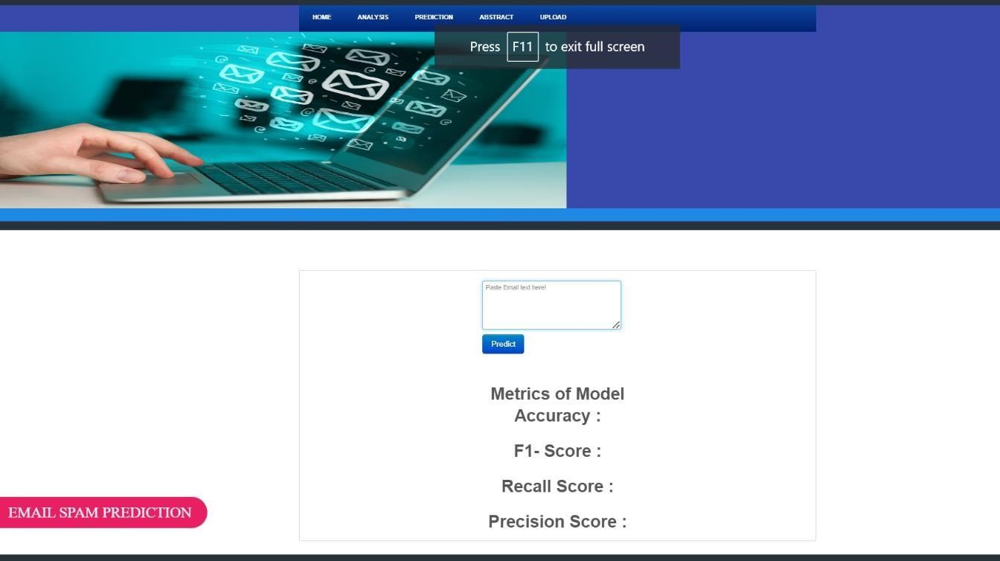 HOME ANALYSIS PREDICTION ABSTRACT UPLOAD
Press F11 to exit full screen
Paste Email text here!
Predict
Metrics of Model
Accuracy :
F1- Score :
Recall Score :
Precision Score :
EMAIL SPAM PREDICTION